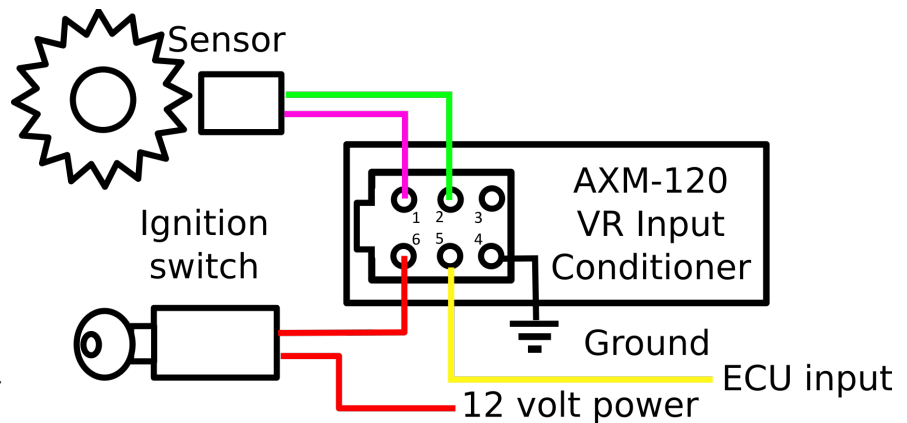 Sensor
AXM-120
VR Input
Conditioner
1 2 3
6 5 4
Ignition
switch
Ground
ECU input
12 volt power